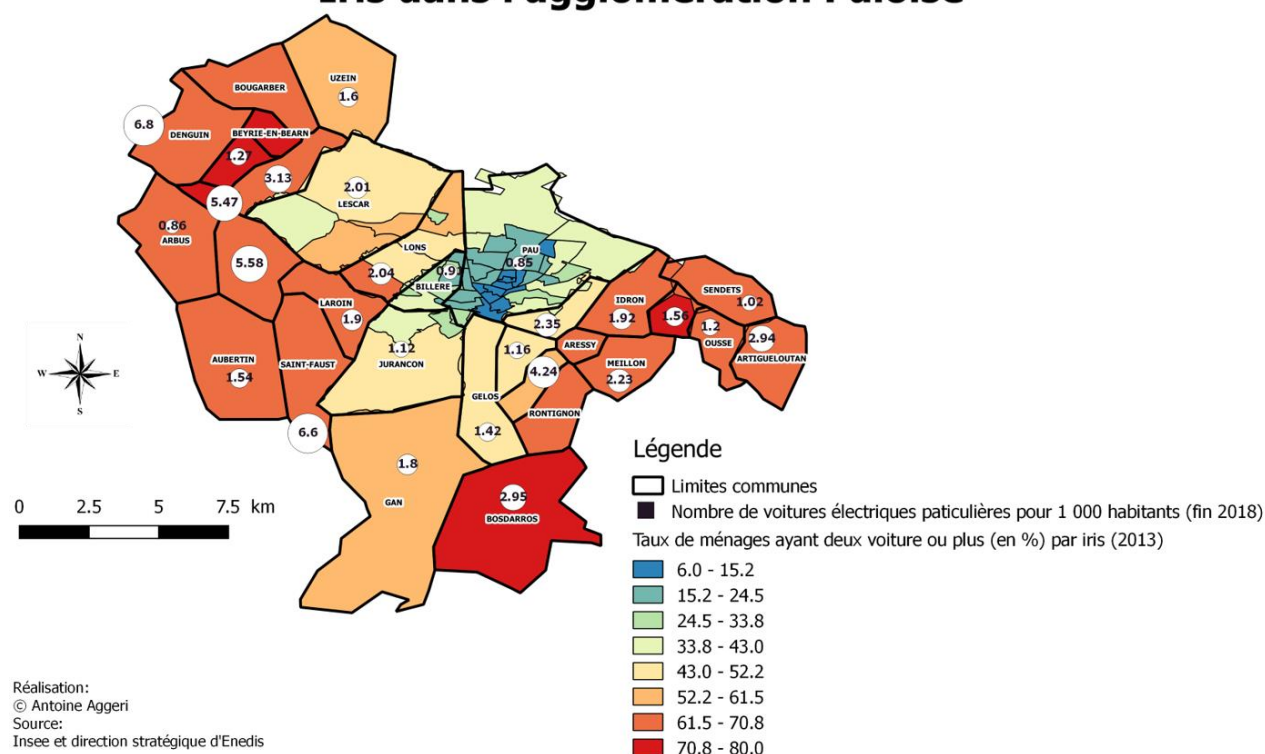 Iris dans l'agglomération Paloise
UZEIN
1.6
BOUGARBER
6.8
DENGUIN
BEYRIE-EN-BEARN
1.27
3.13
5.47
2.01
LESCAR
0.86
ARBUS
5.58
LONS
2.04
0.91
BILLERE
PAU
0.85
LAROIN
1.9
IDRON
1.92
SENDETS
1.02
1.56
1.2
OUSSE
2.94
ARTIGUELOUTAN
2.35
ARESSY
MEILLON
2.23
1.12
JURANCON
1.16
4.24
AUBERTIN
1.54
SAINT-FAUST
GELOS
RONTIGNON
6.6
1.42
1.8
GAN
2.95
BOSDARROS
N
W
E
S
0 2.5 5 7.5 km
Légende
Limites communes
Nombre de voitures électriques paticulières pour 1 000 habitants (fin 2018)
Taux de ménages ayant deux voiture ou plus (en %) par iris (2013)
6.0 - 15.2
15.2 - 24.5
24.5 - 33.8
33.8 - 43.0
43.0 - 52.2
52.2 - 61.5
61.5 - 70.8
70.8 - 80.0
Réalisation:
© Antoine Aggeri
Source:
Insee et direction stratégique d'Enedis